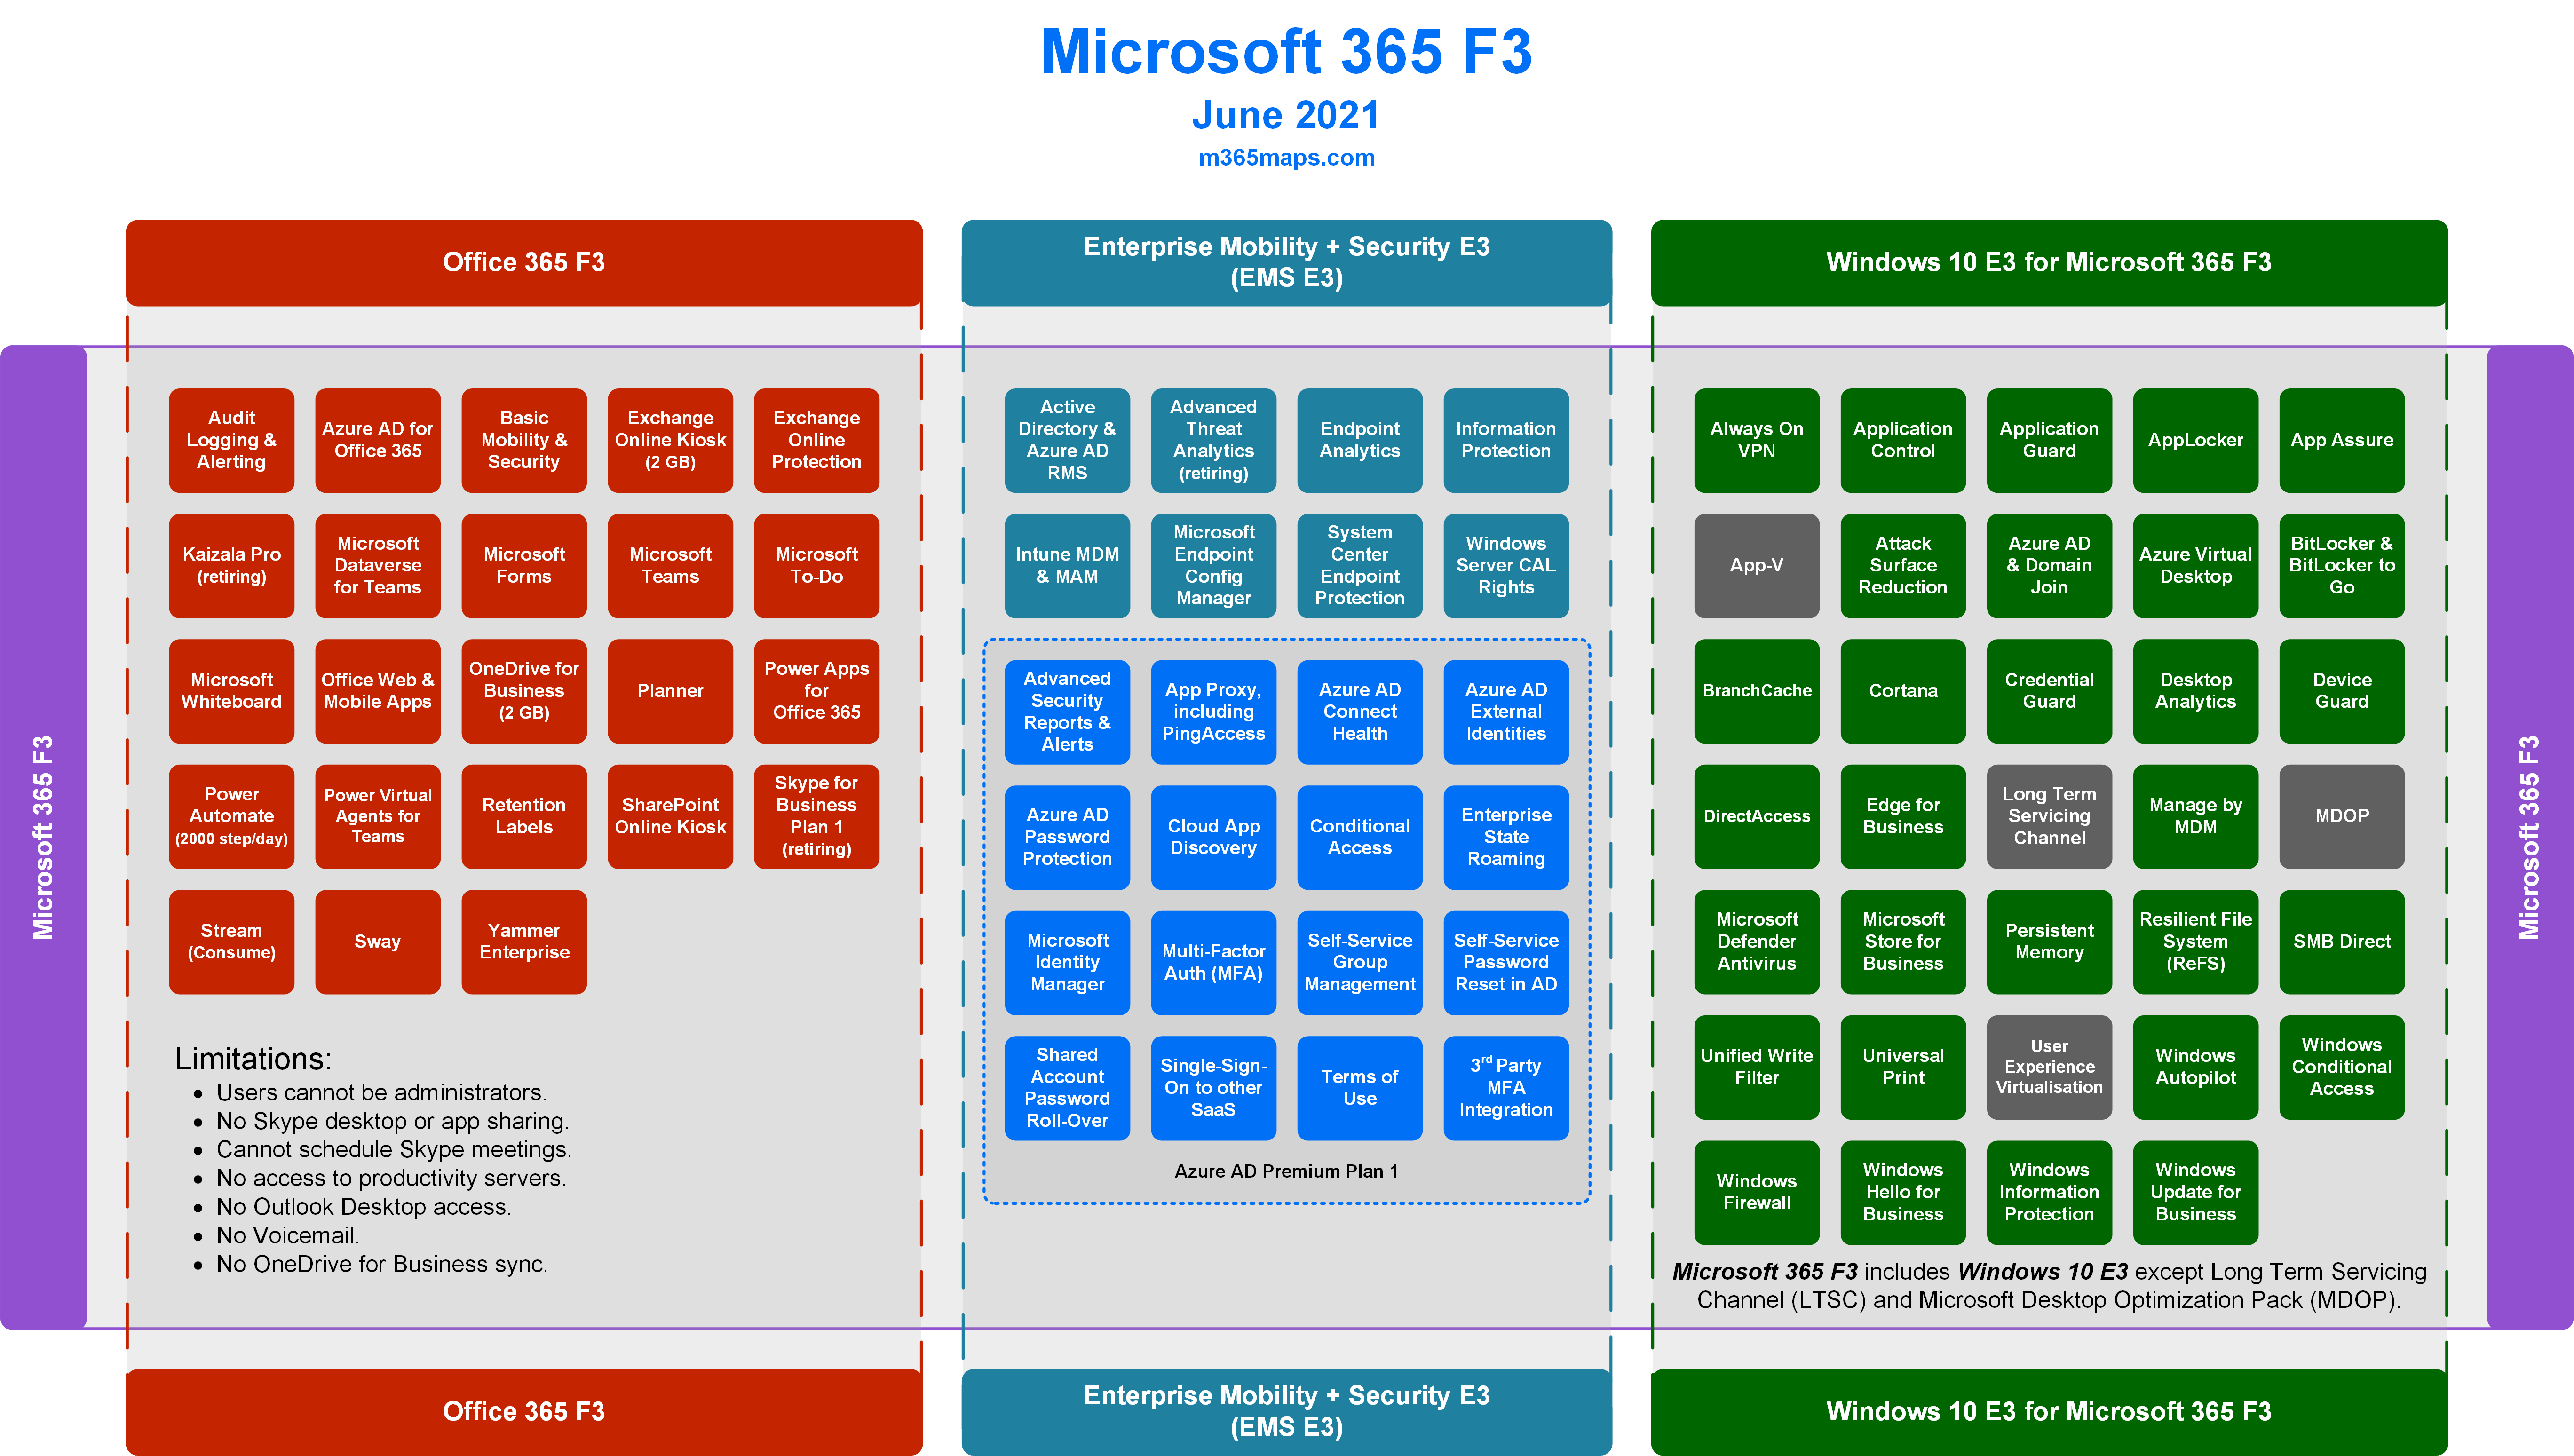 Microsoft 365 F3
June 2021
m365maps.com
Office 365 F3
Enterprise Mobility + Security E3
(EMS E3)
Windows 10 E3 for Microsoft 365 F3
Microsoft 365 F3
Audit
Logging &
Alerting
Azure AD for
Office 365
Basic
Mobility &
Security
Exchange
Online Kiosk
(2 GB)
Exchange
Online
Protection
Kaizala Pro
(retiring)
Microsoft
Dataverse
for Teams
Microsoft
Forms
Microsoft
Teams
Microsoft
To-Do
Microsoft
Whiteboard
Office Web &
Mobile Apps
OneDrive for
Business
(2 GB)
Planner
Power Apps
for
Office 365
Power
Automate
(2000 step/day)
Power Virtual
Agents for
Teams
Retention
Labels
SharePoint
Online Kiosk
Skype for
Business
Plan 1
(retiring)
Stream
(Consume)
Sway
Yammer
Enterprise
Limitations:
• Users cannot be administrators.
• No Skype desktop or app sharing.
• Cannot schedule Skype meetings.
• No access to productivity servers.
• No Outlook Desktop access.
• No Voicemail.
• No OneDrive for Business sync.
Active
Directory &
Azure AD
RMS
Advanced
Threat
Analytics
(retiring)
Endpoint
Analytics
Information
Protection
Intune MDM
& MAM
Microsoft
Endpoint
Config
Manager
System
Center
Endpoint
Protection
Windows
Server CAL
Rights
Advanced
Security
Reports &
Alerts
App Proxy,
including
PingAccess
Azure AD
Connect
Health
Azure AD
External
Identities
Azure AD
Password
Protection
Cloud App
Discovery
Conditional
Access
Enterprise
State
Roaming
Microsoft
Identity
Manager
Multi-Factor
Auth (MFA)
Self-Service
Group
Management
Self-Service
Password
Reset in AD
Shared
Account
Password
Roll-Over
Single-Sign-
On to other
SaaS
Terms of
Use
3rd Party
MFA
Integration
Azure AD Premium Plan 1
Always On
VPN
Application
Control
Application
Guard
AppLocker
App Assure
App-V
Attack
Surface
Reduction
Azure AD
& Domain
Join
Azure Virtual
Desktop
BitLocker &
BitLocker to
Go
BranchCache
Cortana
Credential
Guard
Desktop
Analytics
Device
Guard
DirectAccess
Edge for
Business
Long Term
Servicing
Channel
Manage by
MDM
MDOP
Microsoft
Defender
Antivirus
Microsoft
Store for
Business
Persistent
Memory
Resilient File
System
(ReFS)
SMB Direct
Unified Write
Filter
Universal
Print
User
Experience
Virtualisation
Windows
Autopilot
Windows
Conditional
Access
Windows
Firewall
Windows
Hello for
Business
Windows
Information
Protection
Windows
Update for
Business
Microsoft 365 F3 includes Windows 10 E3 except Long Term Servicing
Channel (LTSC) and Microsoft Desktop Optimization Pack (MDOP).
Microsoft 365 F3
Office 365 F3
Enterprise Mobility + Security E3
(EMS E3)
Windows 10 E3 for Microsoft 365 F3